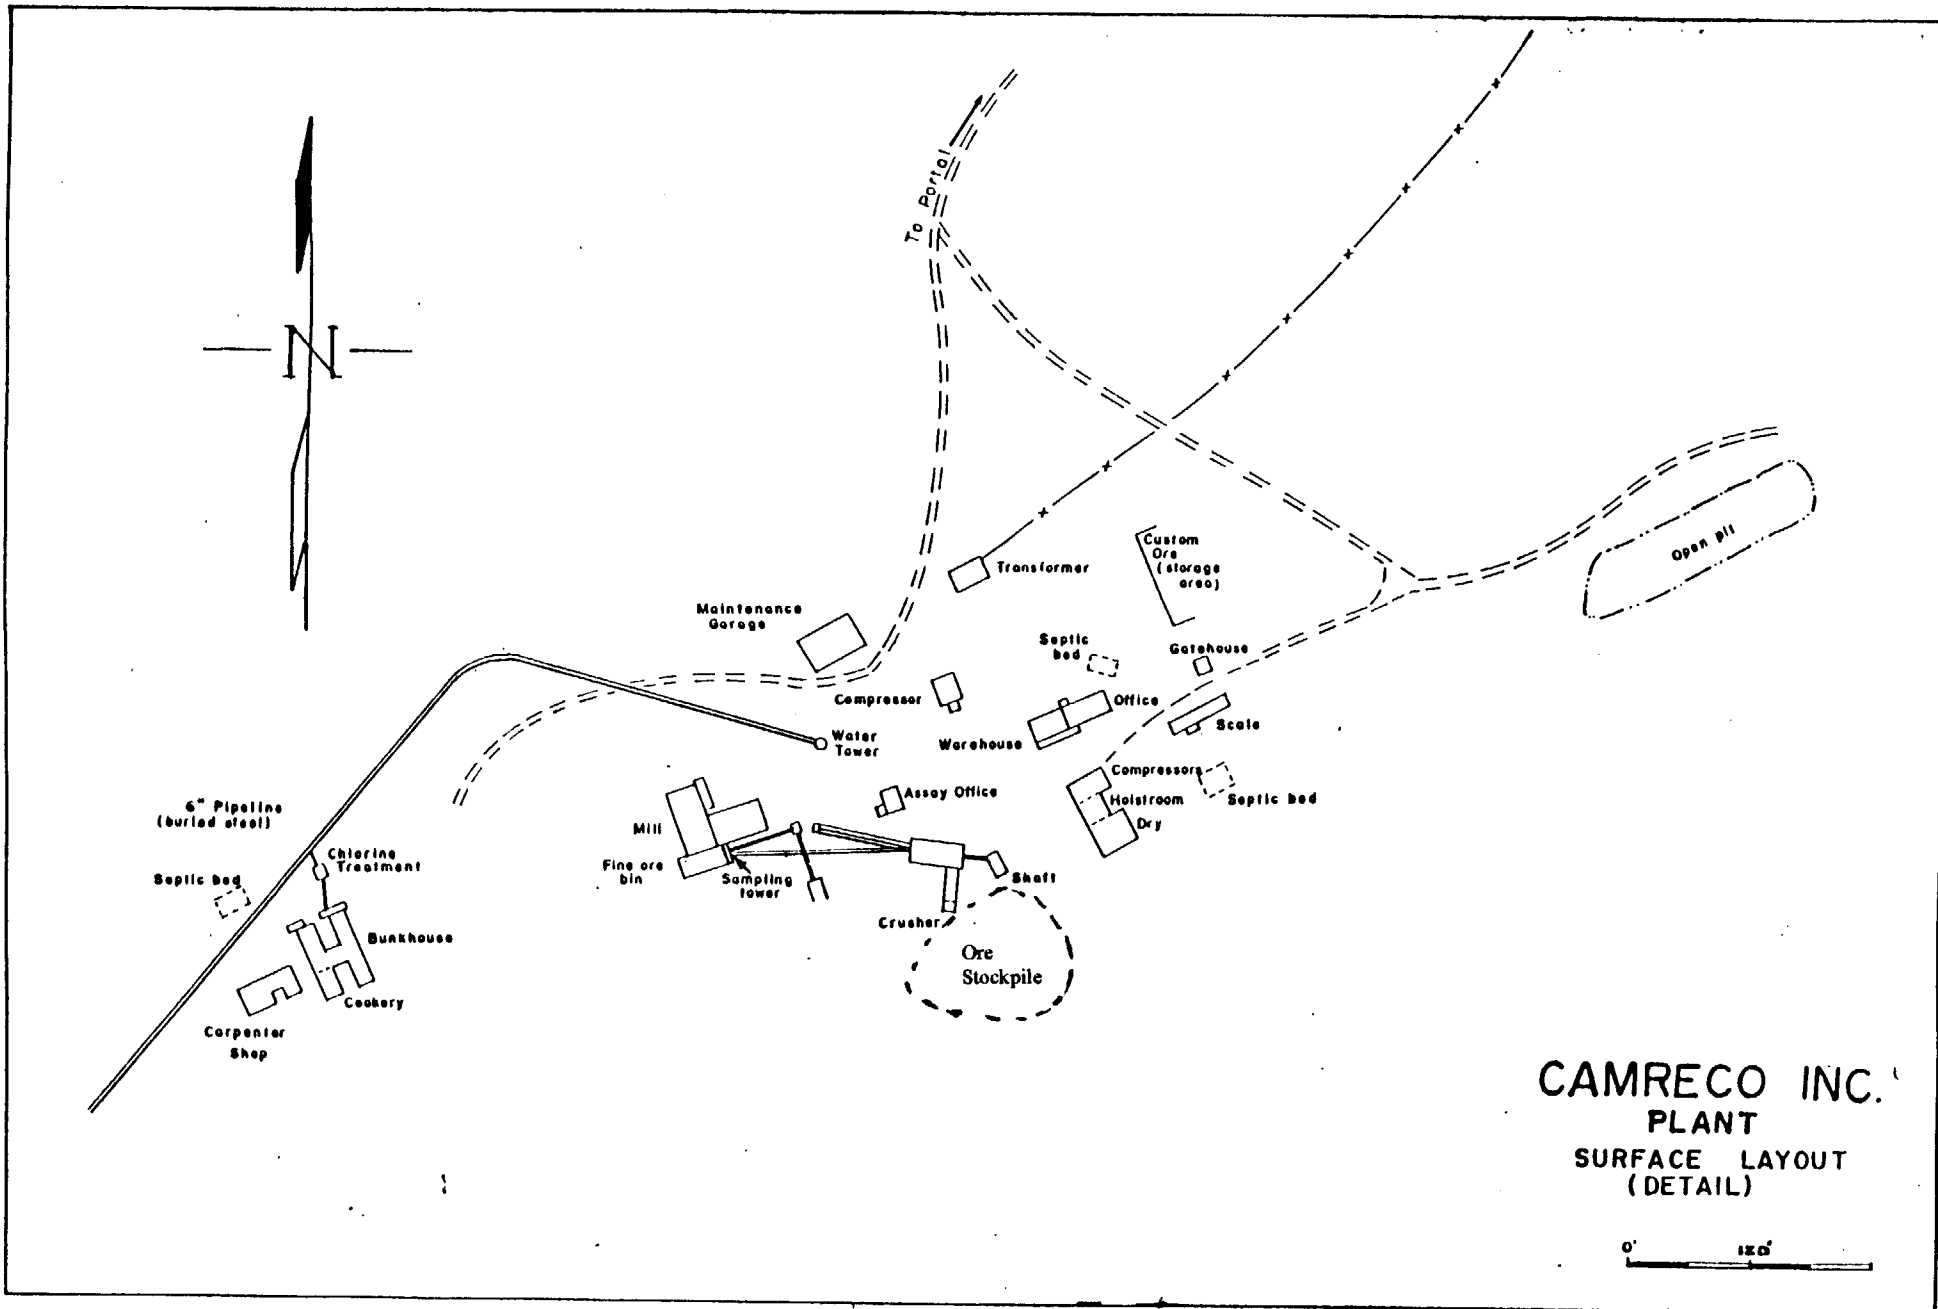 To Portal
N
Custom
Ore
(storage
area)
Transformer
Open pit
Maintenance
Garage
Septic
bed
Gatehouse
Compressor
Office
Scale
Water
Tower
Warehouse
Compressors
Septic bed
Hoistroom
Dry
Assay Office
6" Pipeline
(buried steel)
Mill
Chlorine
Treatment
Fine ore
bin
Sampling
tower
Shaft
Septic bed
Crusher
Bunkhouse
Ore
Stockpile
Cookery
Carpenter
Shop
CAMRECO INC.
PLANT
SURFACE LAYOUT
(DETAIL)
0' 120'